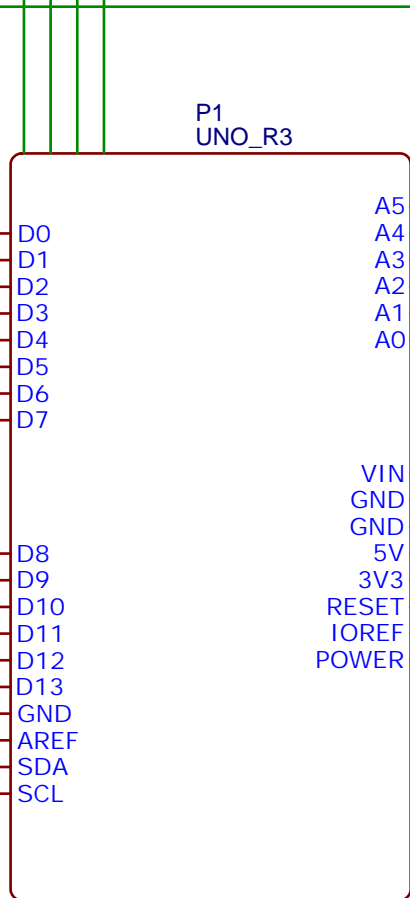 P1
UNO_R3
A5
D0 A4
D1 A3
D2 A2
D3 A1
D4 A0
D5
D6
D7
VIN
GND
GND
D8 5V
D9 3V3
D10 RESET
D11 IOREF
D12 POWER
D13
GND
AREF
SDA
SCL